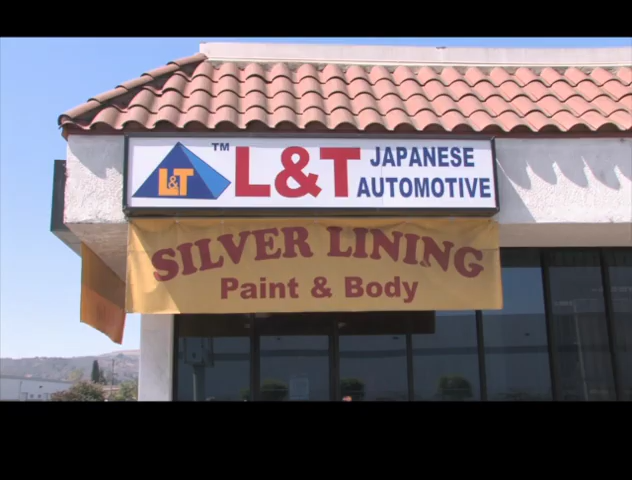 L&T
TM
L&T
JAPANESE
AUTOMOTIVE
SILVER LINING
Paint & Body